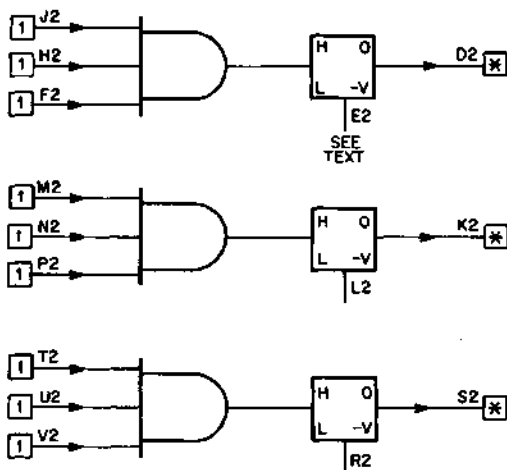 1 J2
1 H2
1 F2
H O
L -V
D2 *
E2
SEE
TEXT
1 M2
1 N2
1 P2
H O
L -V
K2 *
L2
1 T2
1 U2
1 V2
H O
L -V
S2 *
R2